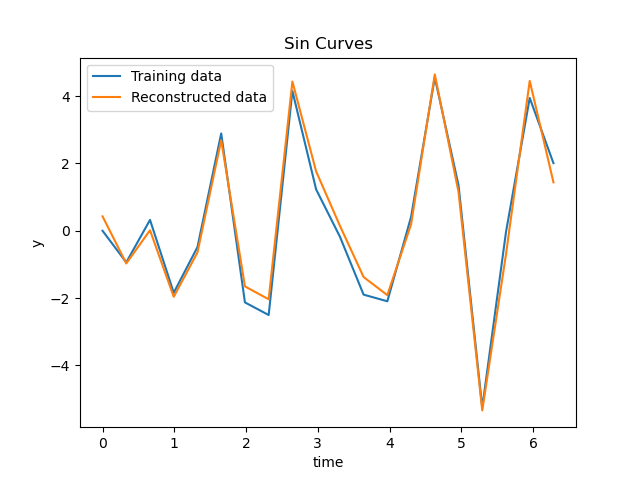 Sin Curves
Training data
Reconstructed data
y
4
2
0
−2
−4
0 1 2 3 4 5 6
time